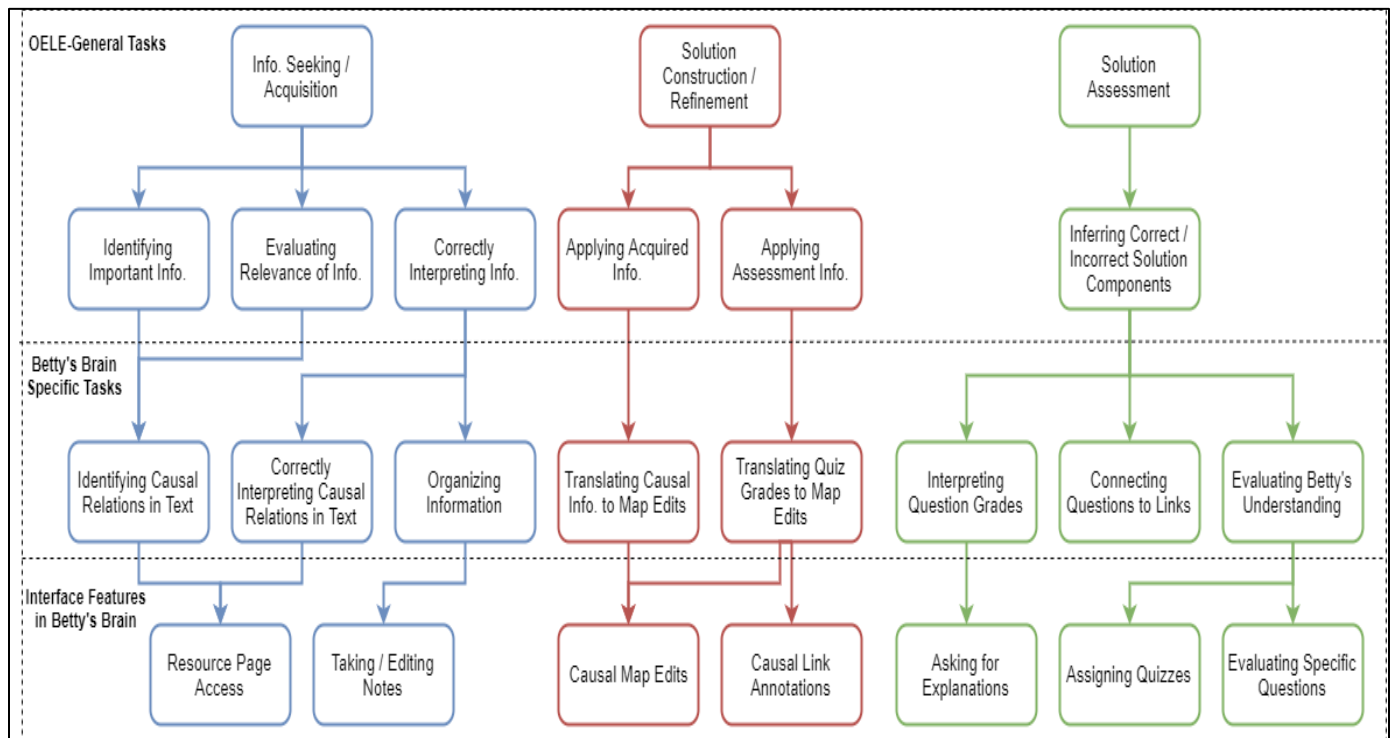 OELE-General Tasks
Info. Seeking /
Acquisition
Solution
Construction /
Refinement
Solution
Assessment
Identifying
Important Info.
Evaluating
Relevance of Info.
Correctly
Interpreting Info.
Applying Acquired
Info.
Applying
Assessment Info.
Inferring Correct /
Incorrect Solution
Components
Betty's Brain
Specific Tasks
Identifying Causal
Relations in Text
Correctly
Interpreting Causal
Relations in Text
Organizing
Information
Translating Causal
Info. to Map Edits
Translating Quiz
Grades to Map
Edits
Interpreting
Question Grades
Connecting
Questions to Links
Evaluating Betty's
Understanding
Interface Features
in Betty's Brain
Resource Page
Access
Taking / Editing
Notes
Causal Map Edits
Causal Link
Annotations
Asking for
Explanations
Assigning Quizzes
Evaluating Specific
Questions